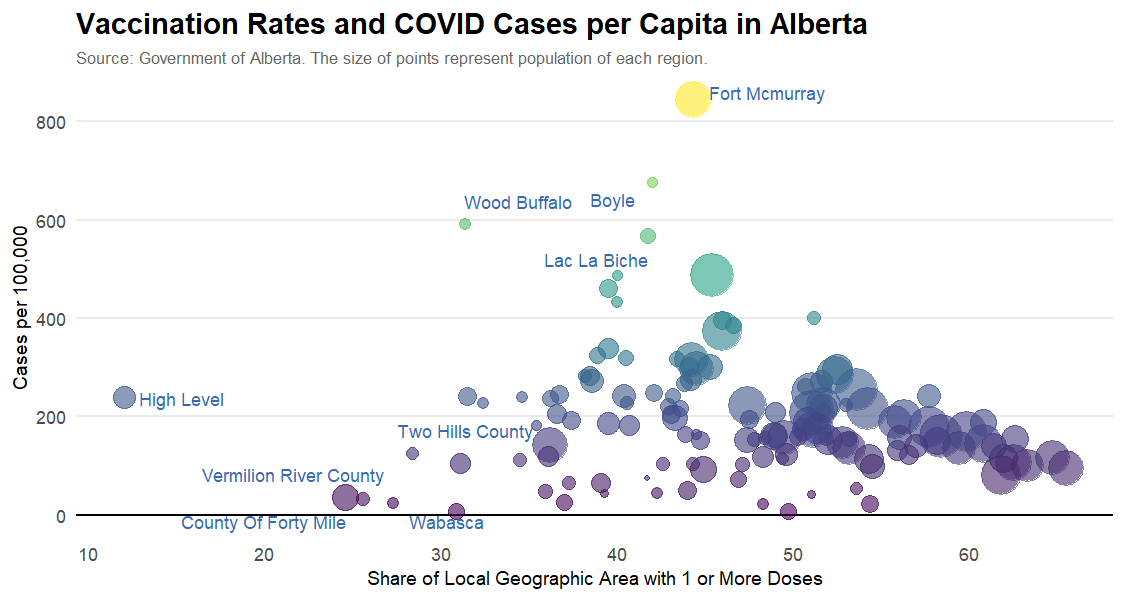 Vaccination Rates and COVID Cases per Capita in Alberta
Source: Government of Alberta. The size of points represent population of each region.
Fort Mcmurray
800
Wood Buffalo
Boyle
600
Lac La Biche
Cases per 100,000
400
High Level
200
Two Hills County
Vermilion River County
0
County Of Forty Mile
Wabasca
10 20 30 40 50 60
Share of Local Geographic Area with 1 or More Doses